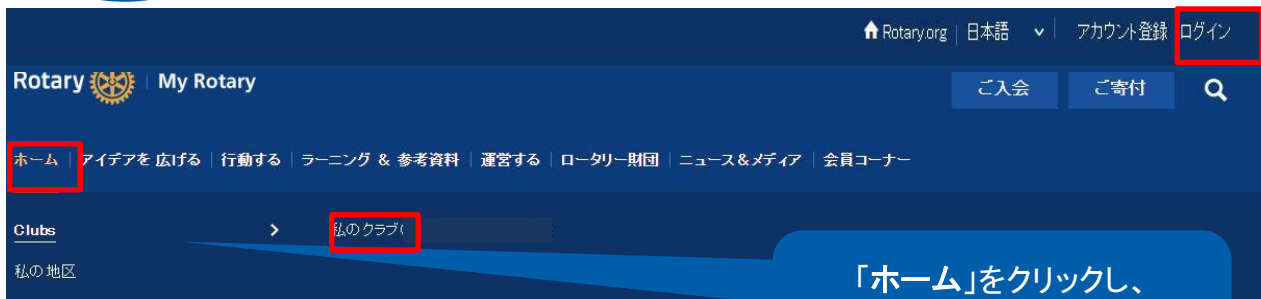 Rotary.org | 日本語 | アカウント登録 ログイン
Rotary | My Rotary ご入会 ご寄付
ホーム | アイデアを 広げる | 行動する | ラーニング & 参考資料 | 運営する | ロータリー財団 | ニュース&メディア | 会員コーナー
Clubs > 私のクラブ(
私の地区
「ホーム」をクリックし、